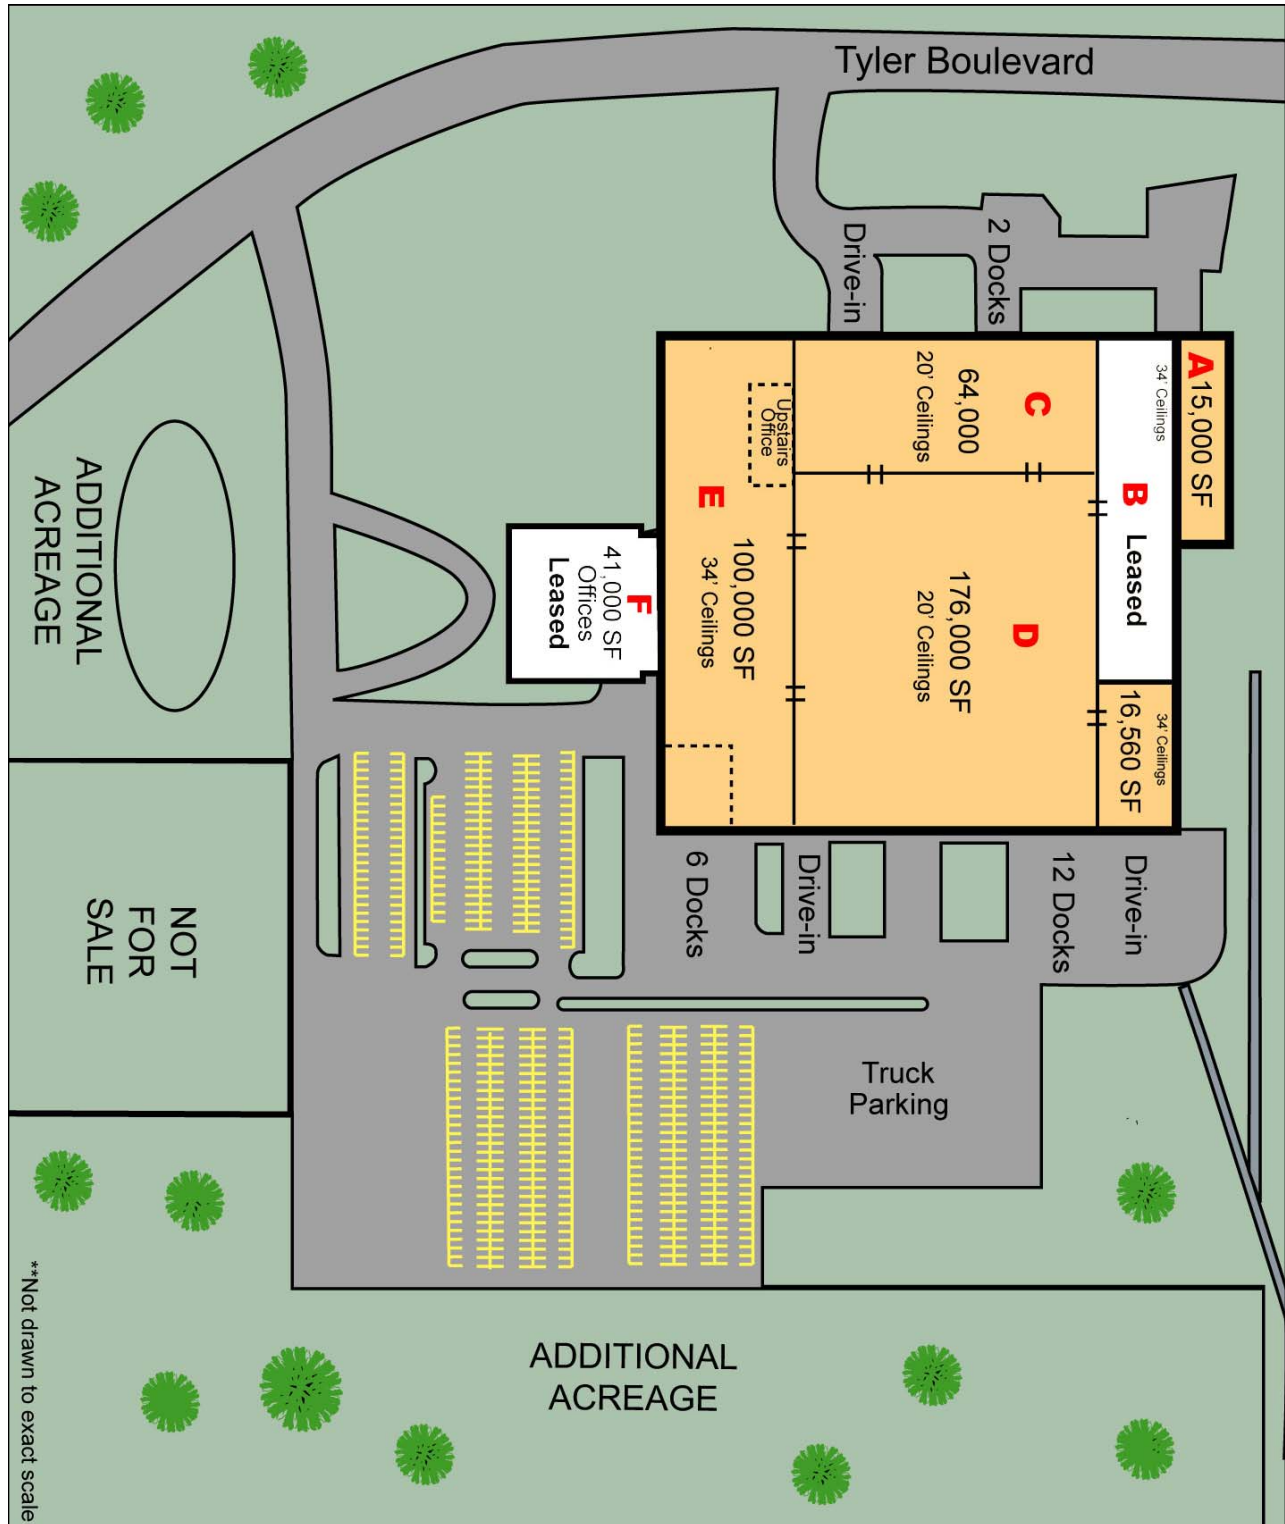 Tyler Boulevard
Drive-in
2 Docks
A
15,000 SF
34' Ceilings
B
Leased
C
64,000
20' Ceilings
Upstairs
Office
E
100,000 SF
34' Ceilings
D
176,000 SF
20' Ceilings
34' Ceilings
16,560 SF
F
41,000 SF
Offices
Leased
ADDITIONAL
ACREAGE
NOT
FOR
SALE
6 Docks
Drive-in
12 Docks
Drive-in
Truck
Parking
ADDITIONAL
ACREAGE
**Not drawn to exact scale